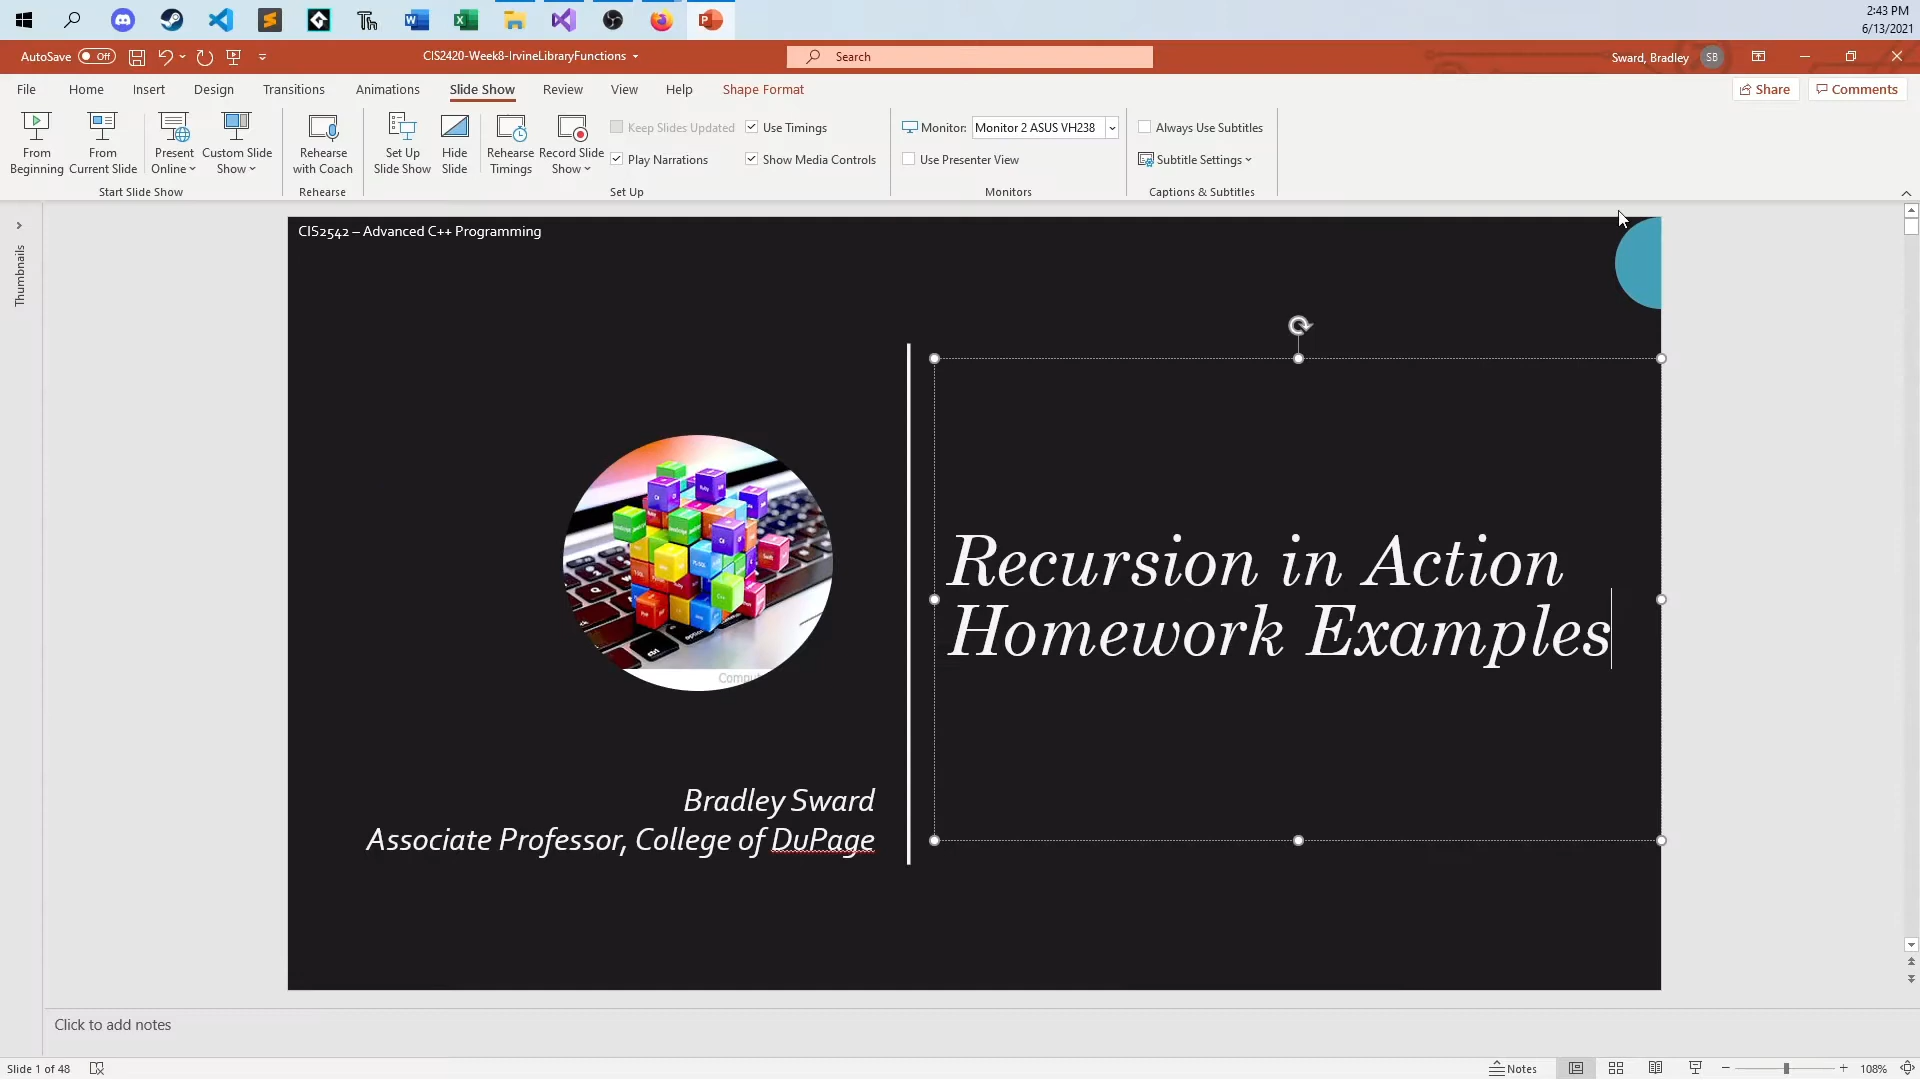 2:43 PM
6/13/2021
AutoSave Off
CIS2420-Week8-IrvineLibraryFunctions
Search
Sward, Bradley SB
File Home Insert Design Transitions Animations Slide Show Review View Help Shape Format
Share Comments
From Beginning
From Current Slide
Present Online
Custom Slide Show
Start Slide Show
Rehearse with Coach
Rehearse
Set Up Slide Show
Hide Slide
Rehearse Timings
Record Slide Show
Keep Slides Updated
Use Timings
Play Narrations
Show Media Controls
Set Up
Monitor: Monitor 2 ASUS VH238
Use Presenter View
Monitors
Always Use Subtitles
Subtitle Settings
Captions & Subtitles
Thumbnails
CIS2542 – Advanced C++ Programming
Recursion in Action
Homework Examples
Bradley Sward
Associate Professor, College of DuPage
Click to add notes
Slide 1 of 48
Notes
108%